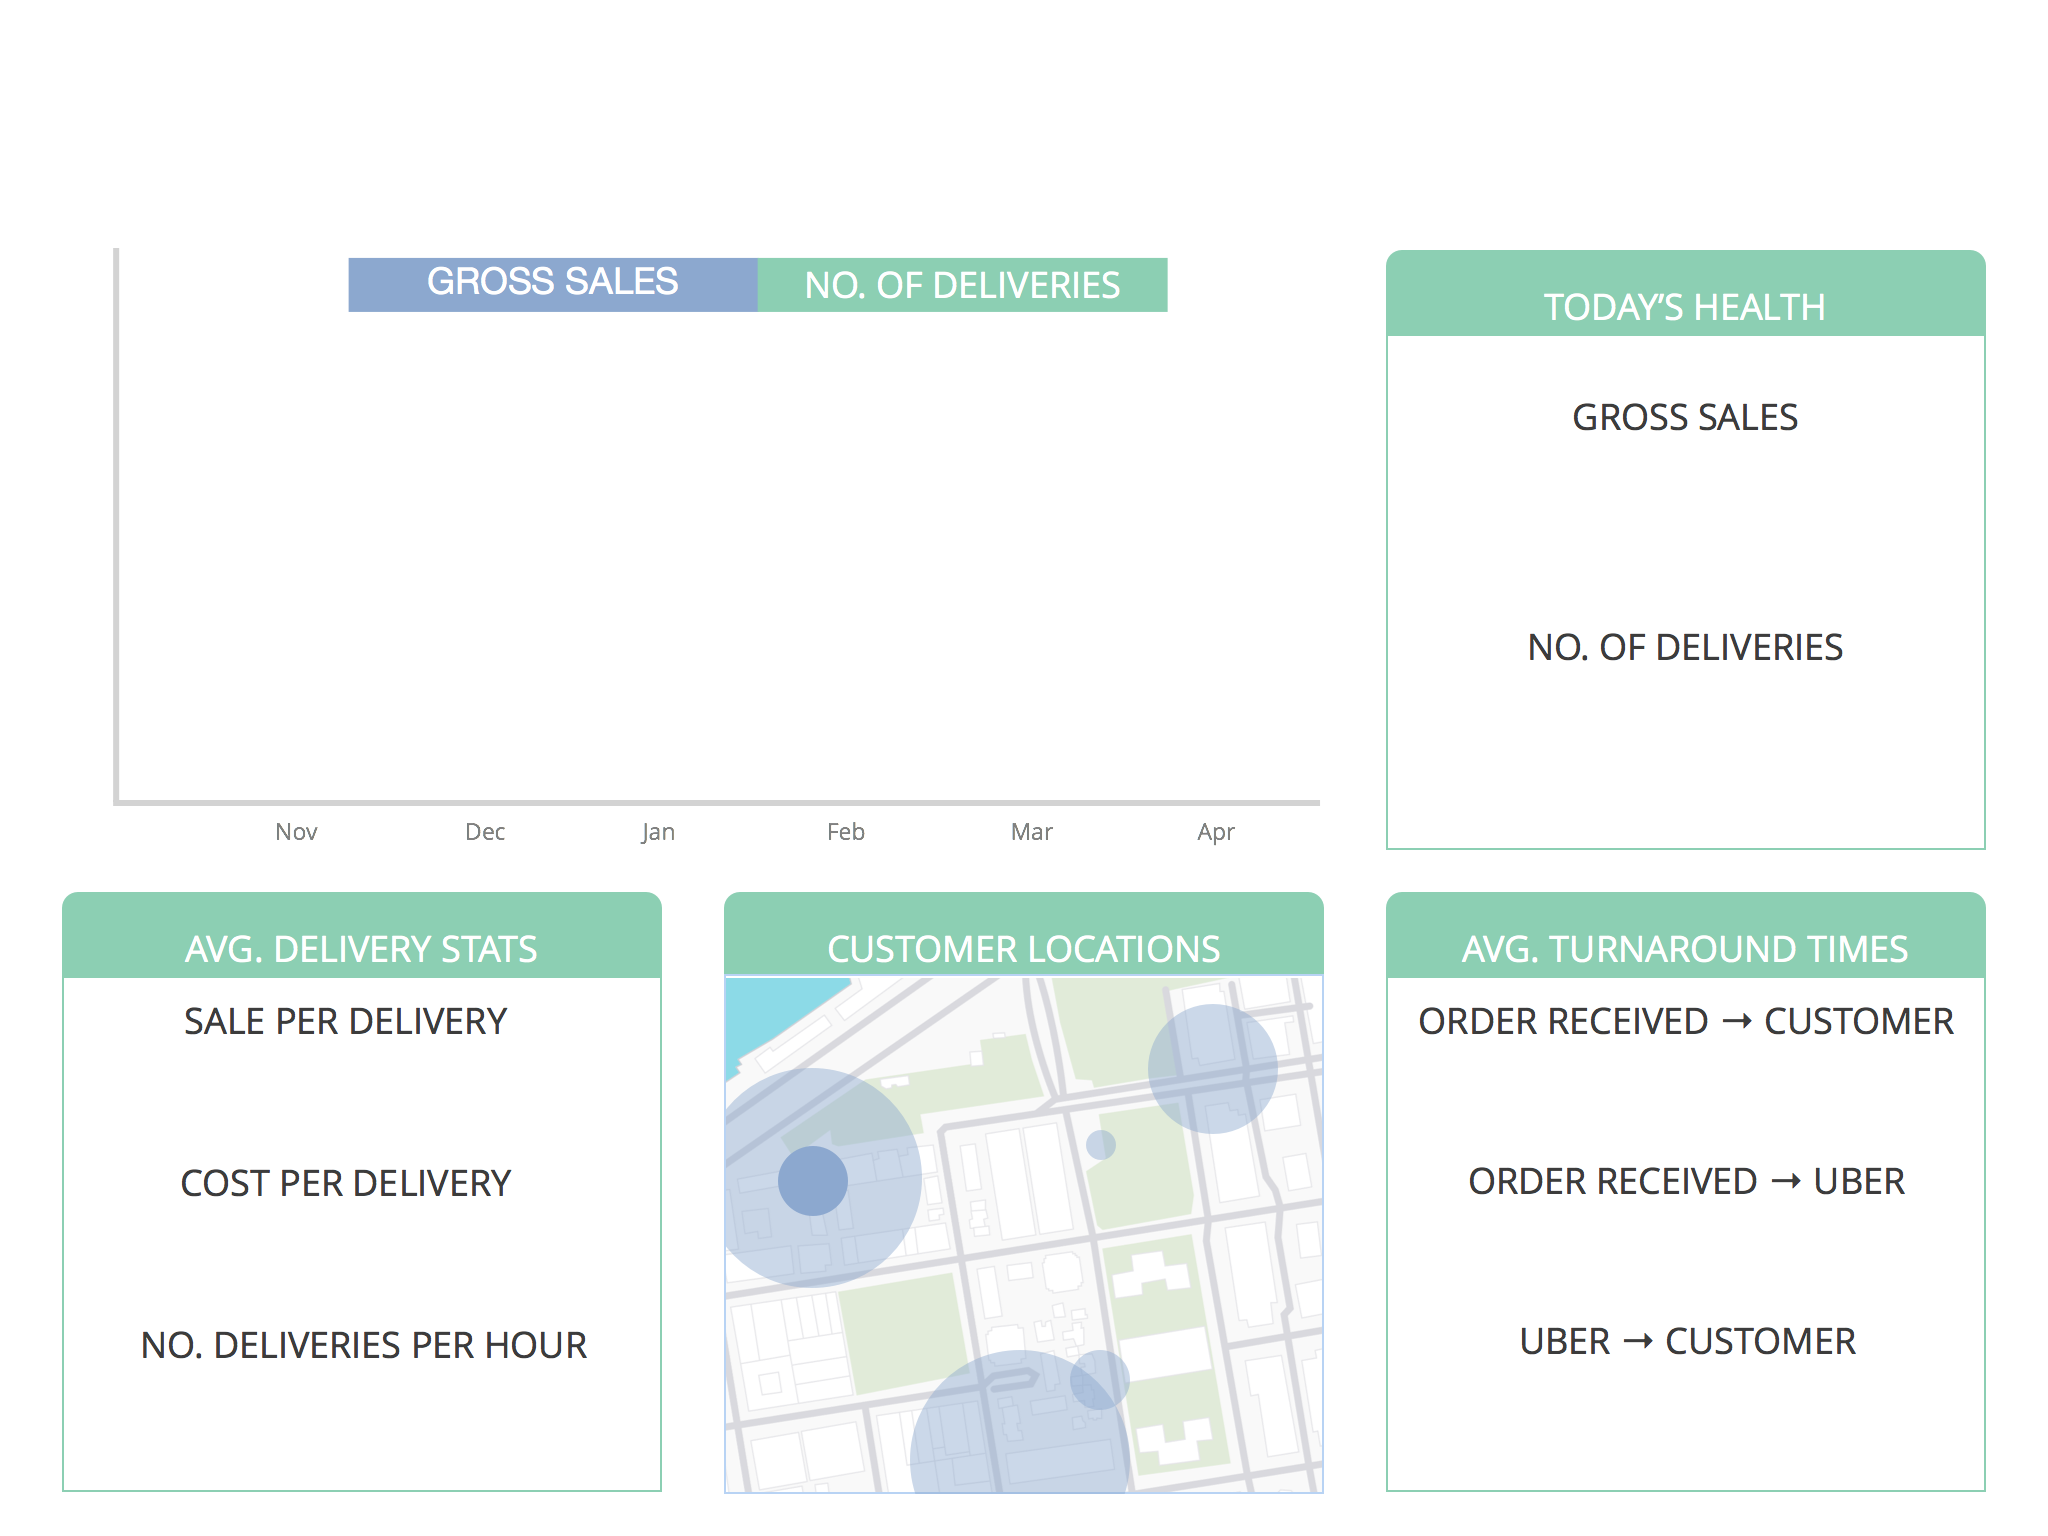 GROSS SALES
NO. OF DELIVERIES
TODAY’S HEALTH
GROSS SALES
NO. OF DELIVERIES
Nov
Dec
Jan
Feb
Mar
Apr
AVG. DELIVERY STATS
SALE PER DELIVERY
COST PER DELIVERY
NO. DELIVERIES PER HOUR
CUSTOMER LOCATIONS
AVG. TURNAROUND TIMES
ORDER RECEIVED → CUSTOMER
ORDER RECEIVED → UBER
UBER → CUSTOMER